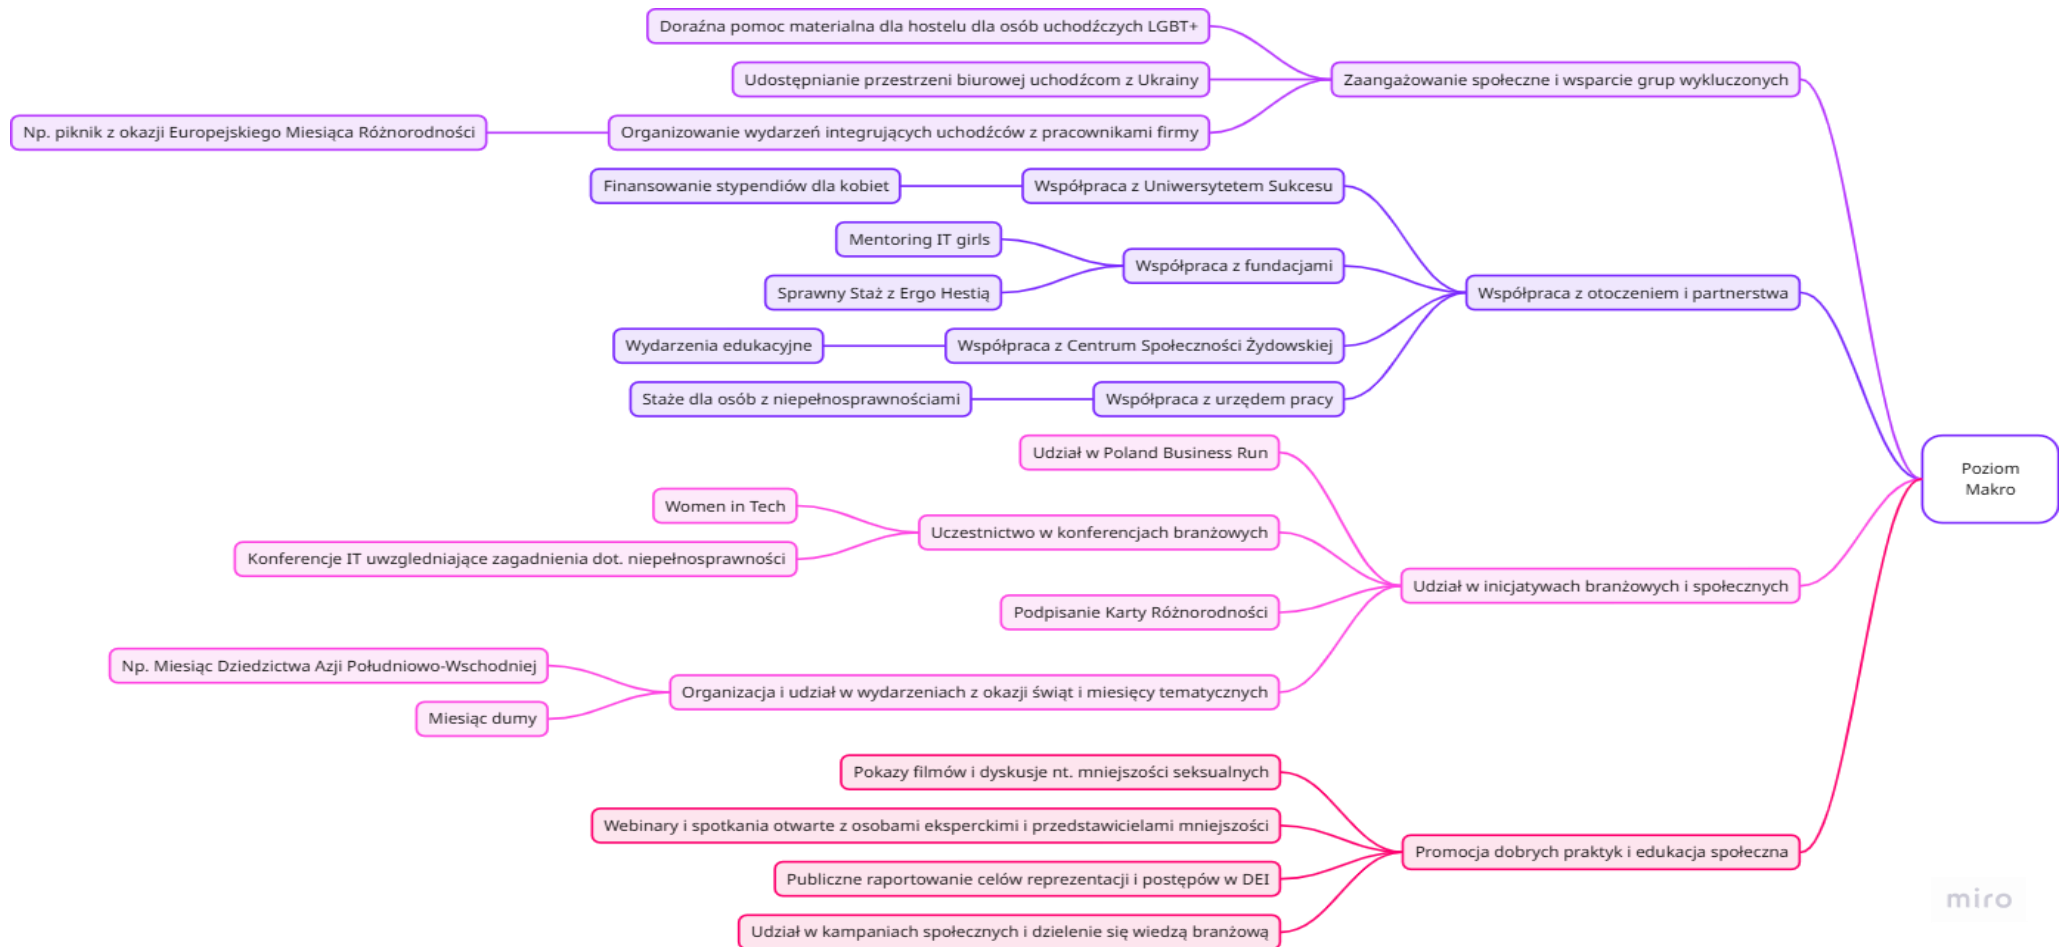 Doraźna pomoc materialna dla hostelu dla osób uchodźczych LGBT+
Udostępnianie przestrzeni biurowej uchodźcom z Ukrainy
Zaangażowanie społeczne i wsparcie grup wykluczonych
Np. piknik z okazji Europejskiego Miesiąca Różnorodności
Organizowanie wydarzeń integrujących uchodźców z pracownikami firmy
Finansowanie stypendiów dla kobiet
Współpraca z Uniwersytetem Sukcesu
Mentoring IT girls
Współpraca z fundacjami
Sprawny Staż z Ergo Hestią
Współpraca z otoczeniem i partnerstwa
Wydarzenia edukacyjne
Współpraca z Centrum Społeczności Żydowskiej
Staże dla osób z niepełnosprawnościami
Współpraca z urzędem pracy
Udział w Poland Business Run
Poziom
Makro
Women in Tech
Uczestnictwo w konferencjach branżowych
Konferencje IT uwzgledniające zagadnienia dot. niepełnosprawności
Udział w inicjatywach branżowych i społecznych
Podpisanie Karty Różnorodności
Np. Miesiąc Dziedzictwa Azji Południowo-Wschodniej
Organizacja i udział w wydarzeniach z okazji świąt i miesięcy tematycznych
Miesiąc dumy
Pokazy filmów i dyskusje nt. mniejszości seksualnych
Webinary i spotkania otwarte z osobami eksperckimi i przedstawicielami mniejszości
Promocja dobrych praktyk i edukacja społeczna
Publiczne raportowanie celów reprezentacji i postępów w DEI
Udział w kampaniach społecznych i dzielenie się wiedzą branżową
miro